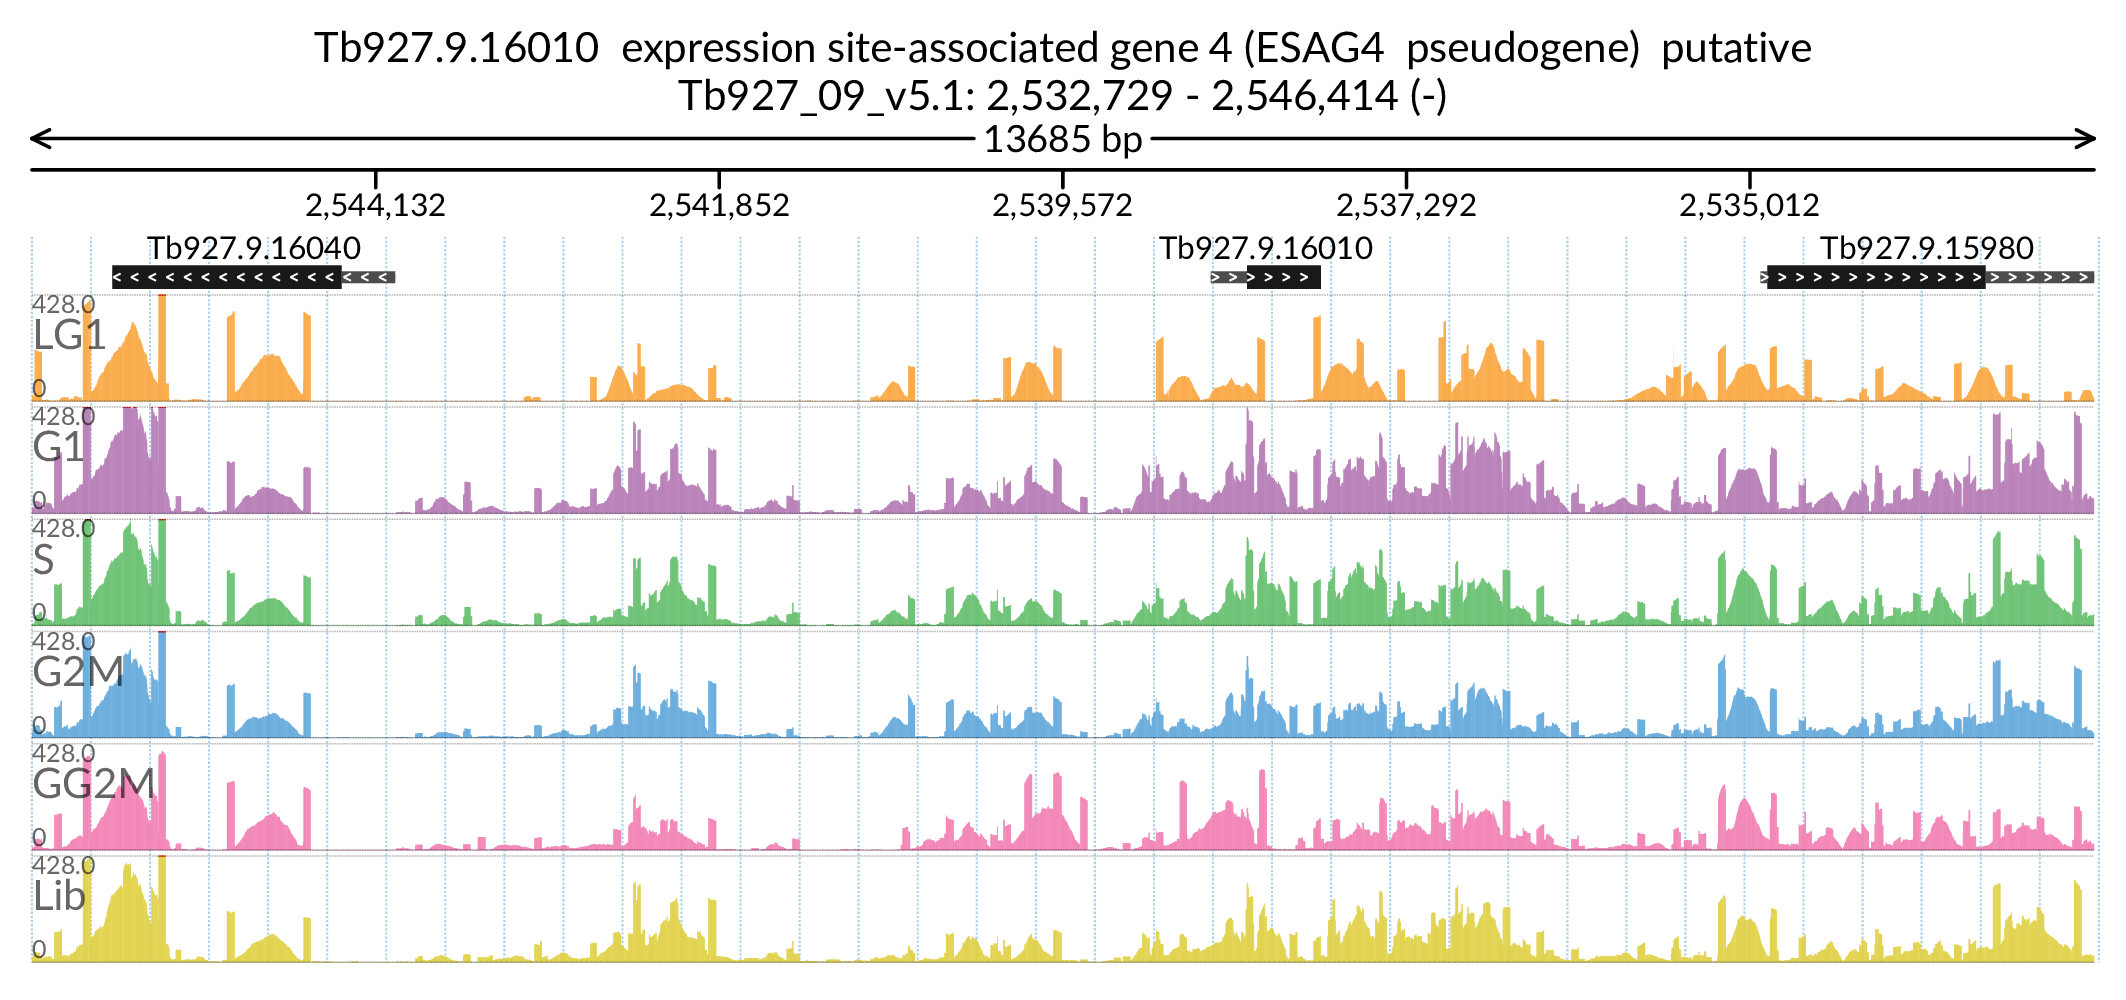 Tb927.9.16010 expression site-associated gene 4 (ESAG4 pseudogene) putative
Tb927_09_v5.1: 2,532,729 - 2,546,414 (-)
13685 bp
2,544,132 2,541,852 2,539,572 2,537,292 2,535,012
Tb927.9.16040 Tb927.9.16010 Tb927.9.15980
428.0
LG1
0
428.0
G1
0
428.0
S
0
428.0
G2M
0
428.0
GG2M
0
428.0
Lib
0